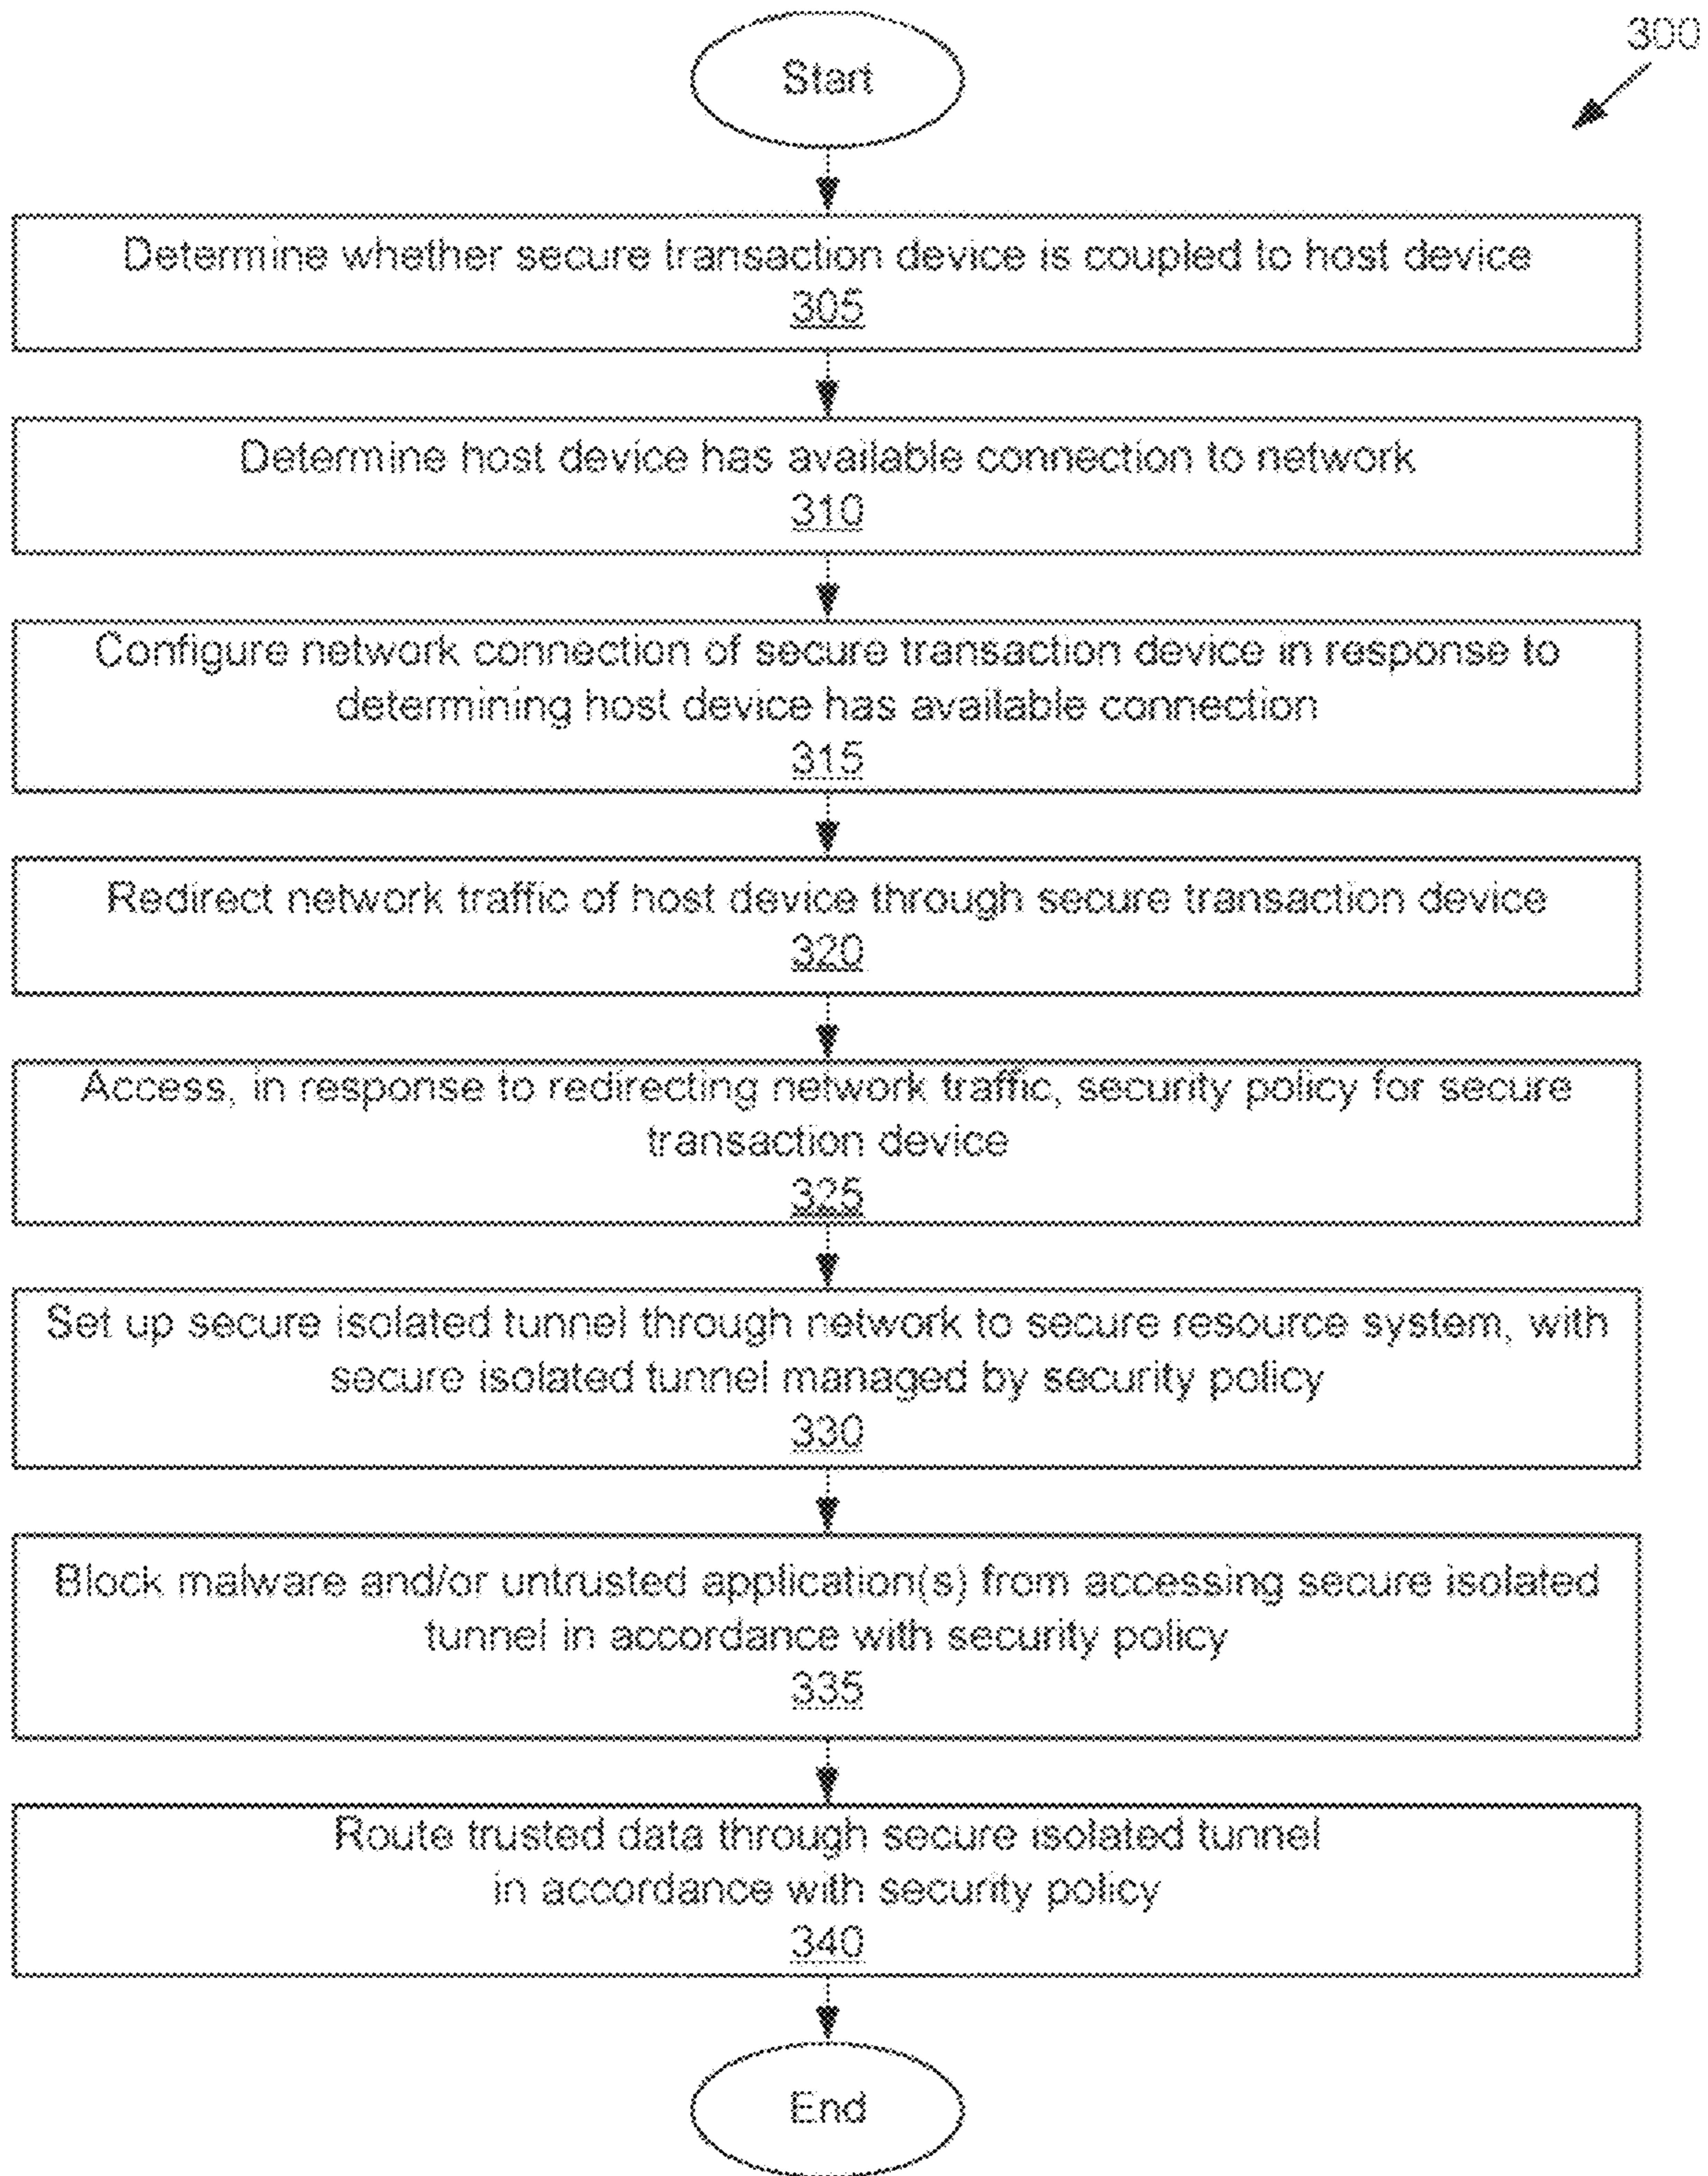 300
Start
Determine whether secure transaction device is coupled to host device
305
Determine host device has available connection to network
310
Configure network connection of secure transaction device in response to
determining host device has available connection
315
Redirect network traffic of host device through secure transaction device
320
Access, in response to redirecting network traffic, security policy for secure
transaction device
325
Set up secure isolated tunnel through network to secure resource system, with
secure isolated tunnel managed by security policy
330
Block malware and/or untrusted application(s) from accessing secure isolated
tunnel in accordance with security policy
335
Route trusted data through secure isolated tunnel
in accordance with security policy
340
End